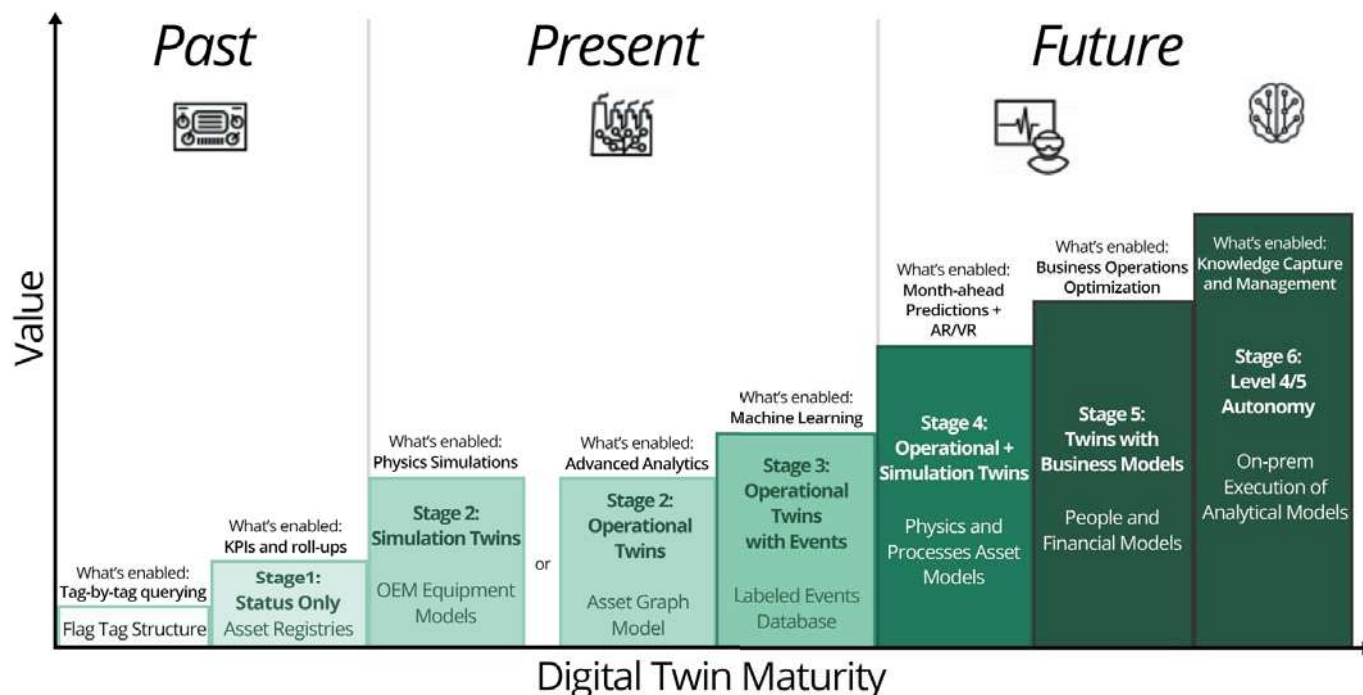 Past
Present
Future
Value
What's enabled:
Tag-by-tag querying
Flag Tag Structure
What's enabled:
KPIs and roll-ups
Stage1:
Status Only
Asset Registries
What's enabled:
Physics Simulations
Stage 2:
Simulation Twins
OEM Equipment
Models
or
What's enabled:
Advanced Analytics
Stage 2:
Operational
Twins
Asset Graph
Model
What's enabled:
Machine Learning
Stage 3:
Operational
Twins
with Events
Labeled Events
Database
What's enabled:
Month-ahead
Predictions +
AR/VR
Stage 4:
Operational +
Simulation Twins
Physics and
Processes Asset
Models
What's enabled:
Business Operations
Optimization
Stage 5:
Twins with
Business Models
People and
Financial Models
What's enabled:
Knowledge Capture
and Management
Stage 6:
Level 4/5
Autonomy
On-prem
Execution of
Analytical Models
Digital Twin Maturity